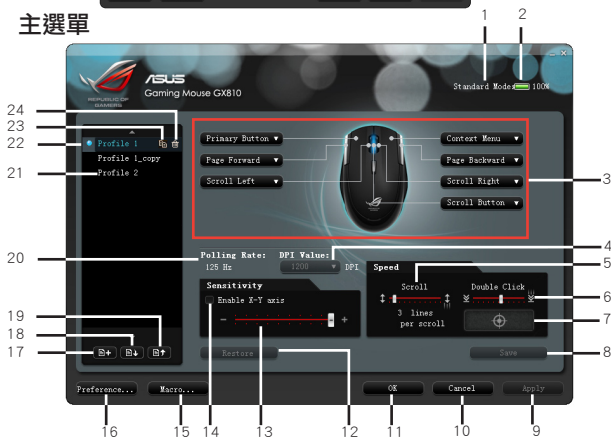 主選單
1
2
REPUBLIC OF
GAMERS
ASUS
Gaming Mouse GX810
Standard Mode: 100%
24
23
22
21
Profile 1
Profile 1_copy
Profile 2
Primary Button
Page Forward
Scroll Left
Context Menu
Page Backward
Scroll Right
Scroll Button
3
20
Polling Rate:
125 Hz
DPI Value:
1200
DPI
4
Sensitivity
Enable X-Y axis
- +
Speed
Scroll
3 lines
per scroll
Double Click
5
6
7
19
18
17
Restore
Save
8
Preference...
Macro...
OK
Cancel
Apply
16
15
14
13
12
11
10
9